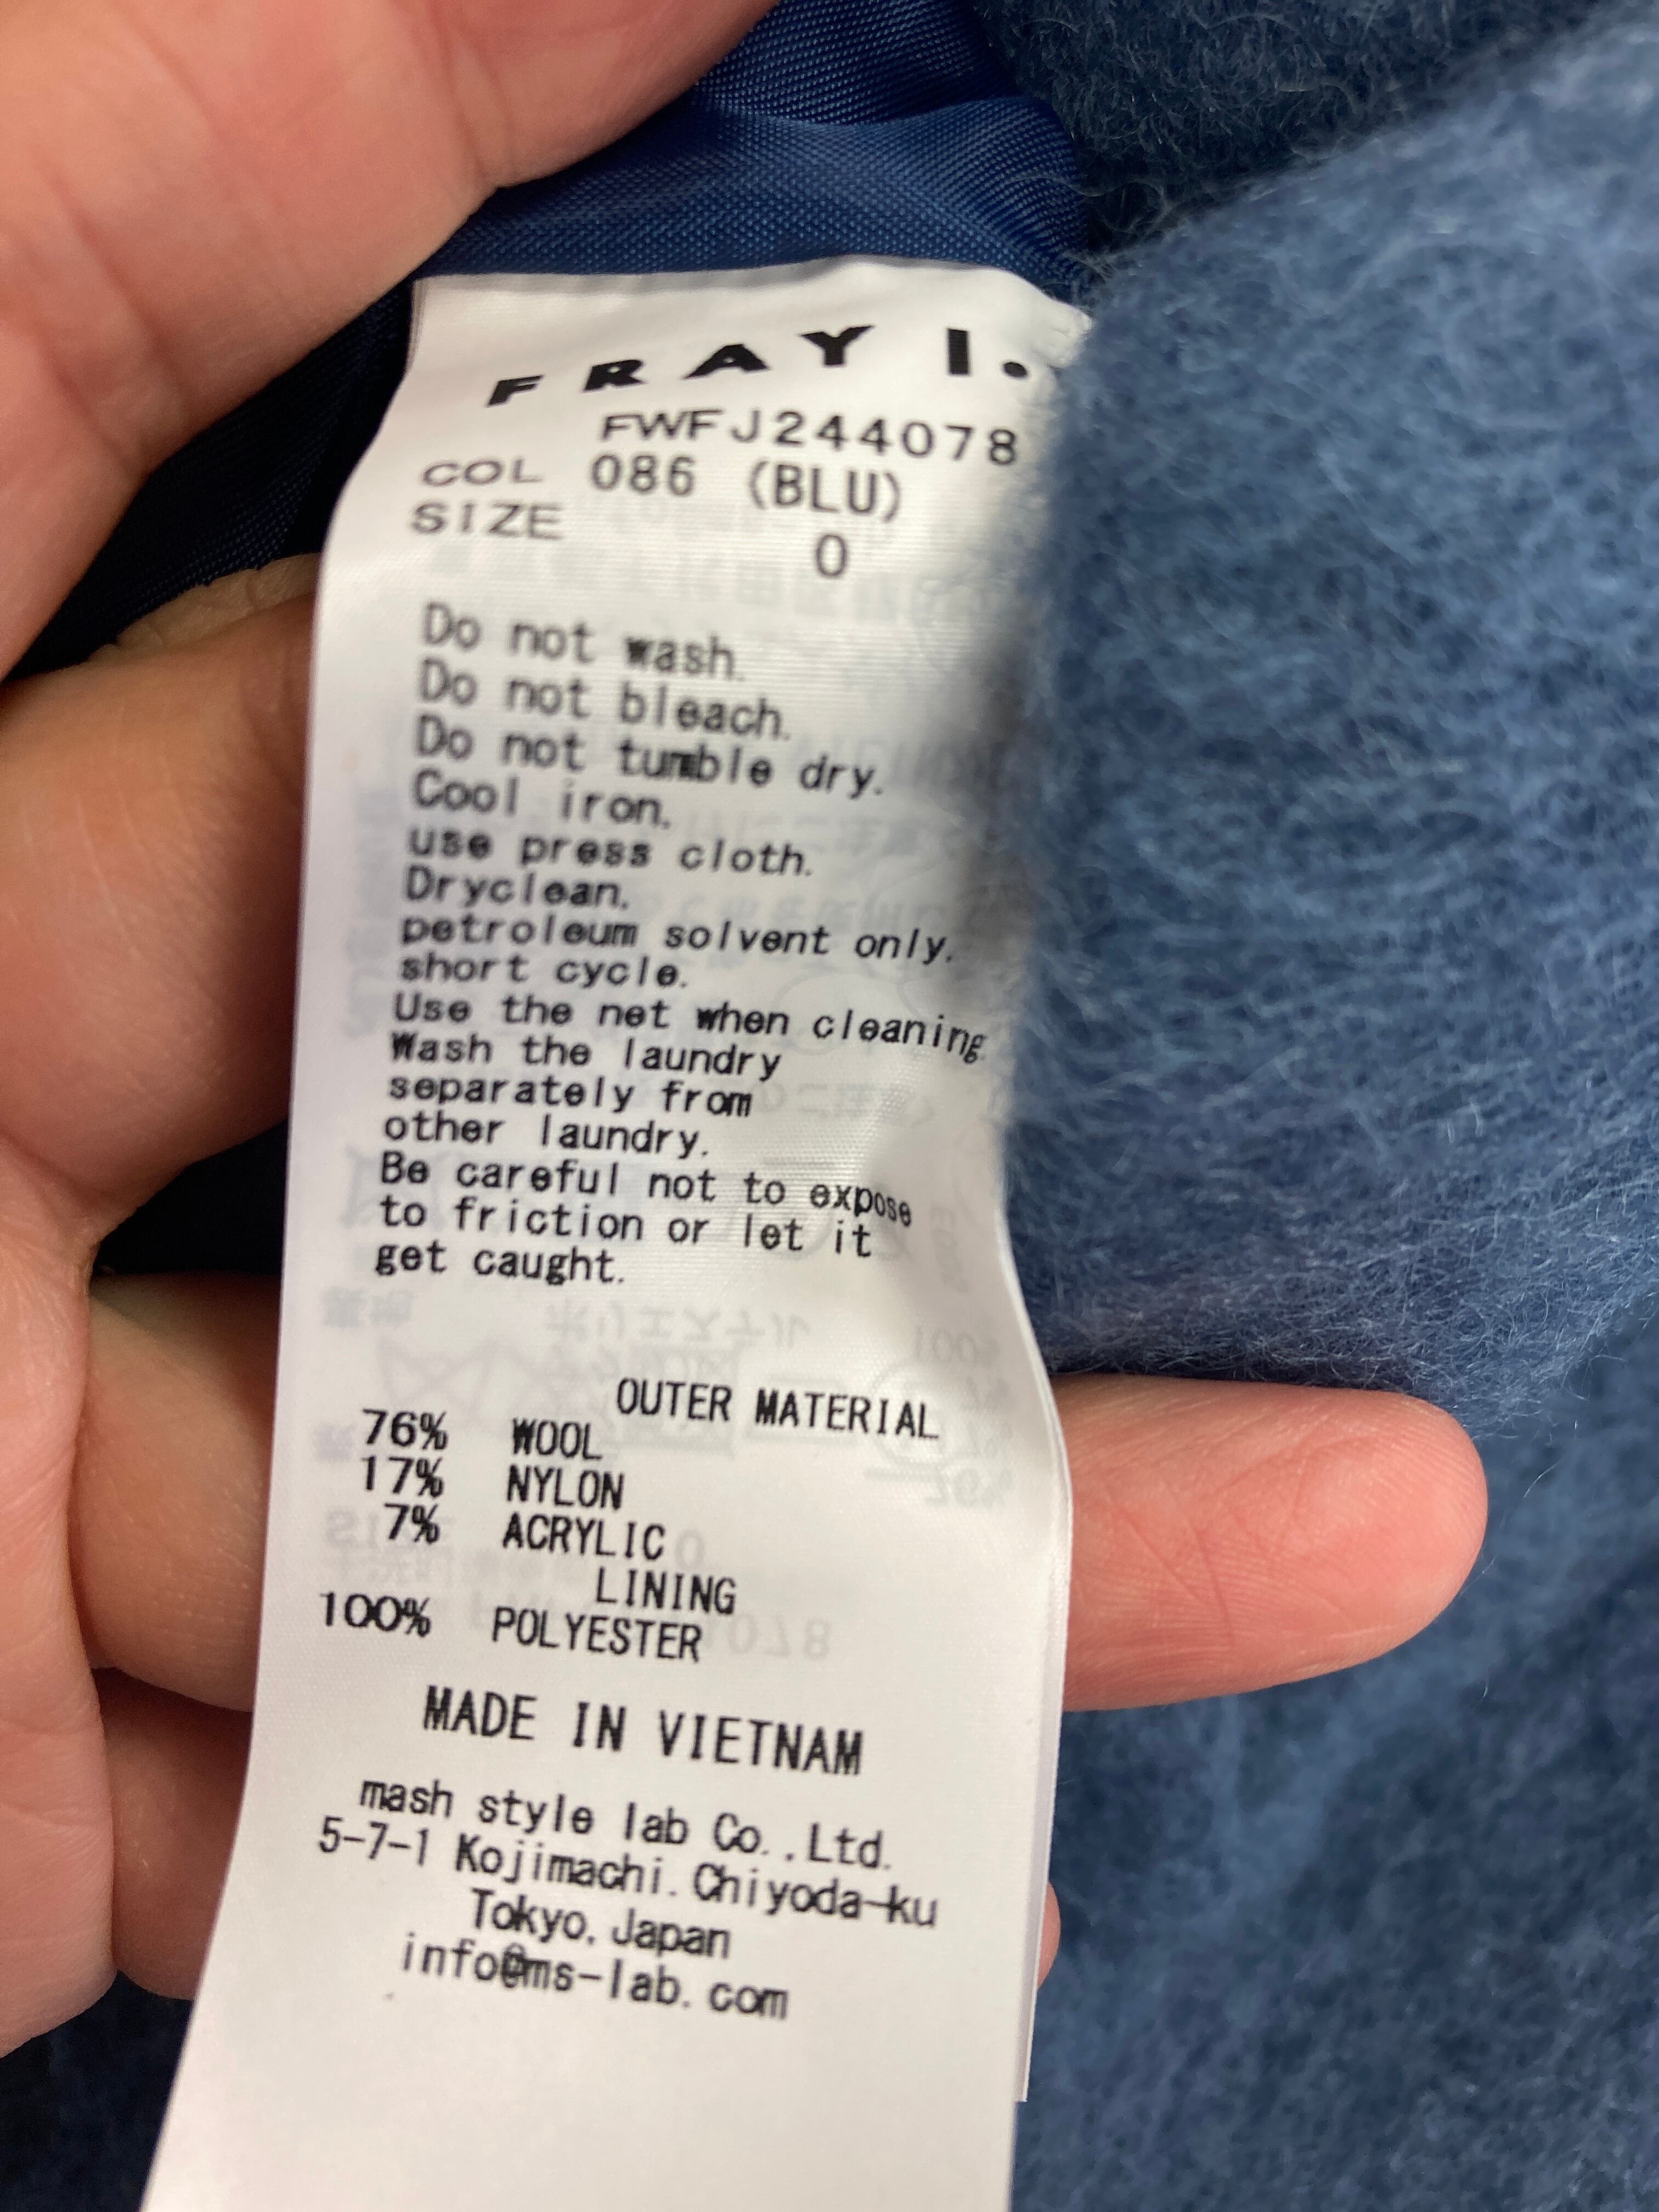 FRAY I.
FWFJ244078
COL 086 (BLU)
SIZE 0
Do not wash.
Do not bleach.
Do not tumble dry.
Cool iron.
use press cloth.
Dryclean.
petroleum solvent only.
short cycle.
Use the net when cleaning
Wash the laundry
separately from
other laundry.
Be careful not to expose
to friction or let it
get caught.
OUTER MATERIAL
76% WOOL
17% NYLON
7% ACRYLIC
LINING
100% POLYESTER
MADE IN VIETNAM
mash style lab Co.,Ltd.
5-7-1 Kojimachi.Chiyoda-ku
Tokyo, Japan
info@ms-lab.com